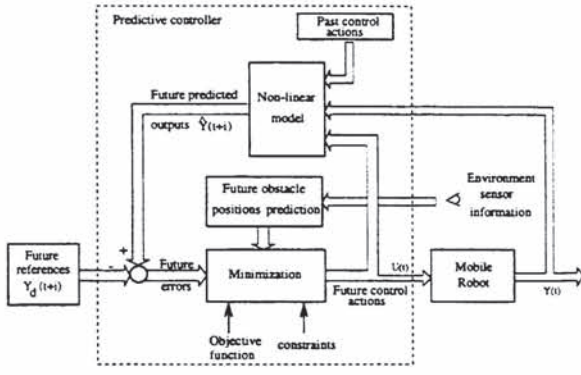 Predictive controller
Past control
actions
Future predicted
outputs Ŷ(t+i)
Non-linear
model
Future obstacle
positions prediction
Environment
sensor
information
Future
references
Y_d (t+i)
+
-
Future
errors
Minimization
U(t)
Future control
actions
Mobile
Robot
Y(t)
Objective
function
constraints